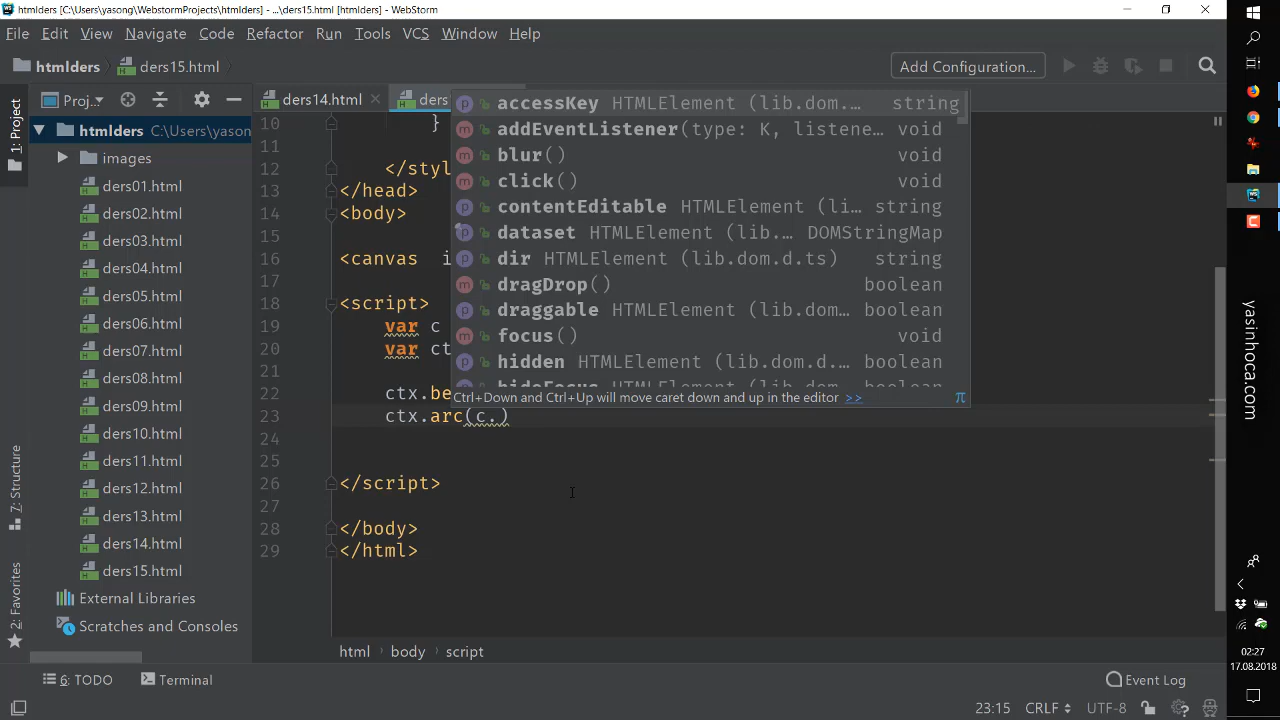 htmlders [C:\Users\yasong\WebstormProjects\htmlders] - ...\ders15.html [htmlders] - WebStorm
File Edit View Navigate Code Refactor Run Tools VCS Window Help
htmlders ders15.html Add Configuration...
1: Project
Proj... ders14.html ders
htmlders C:\Users\yason
images
ders01.html
ders02.html
ders03.html
ders04.html
ders05.html
ders06.html
ders07.html
ders08.html
ders09.html
ders10.html
ders11.html
ders12.html
ders13.html
ders14.html
ders15.html
External Libraries
Scratches and Consoles
7: Structure
2: Favorites
10 }
11
12 </styl
13 </head>
14 <body>
15
16 <canvas i
17
18 <script>
19 var c
20 var ct
21
22 ctx.be
23 ctx.arc(c.)
24
25
26 </script>
27
28 </body>
29 </html>
accessKey HTMLElement (lib.dom.... string
addEventListener(type: K, listene... void
blur() void
click() void
contentEditable HTMLElement (li... string
dataset HTMLElement (lib.... DOMStringMap
dir HTMLElement (lib.dom.d.ts) string
dragDrop() boolean
draggable HTMLElement (lib.dom... boolean
focus() void
hidden HTMLElement (lib.dom.d... boolean
hideFocus HTMLElement (lib.dom... boolean
Ctrl+Down and Ctrl+Up will move caret down and up in the editor >> π
html body script
6: TODO Terminal Event Log
23:15 CRLF UTF-8
yasinhoca.com
02:27
17.08.2018